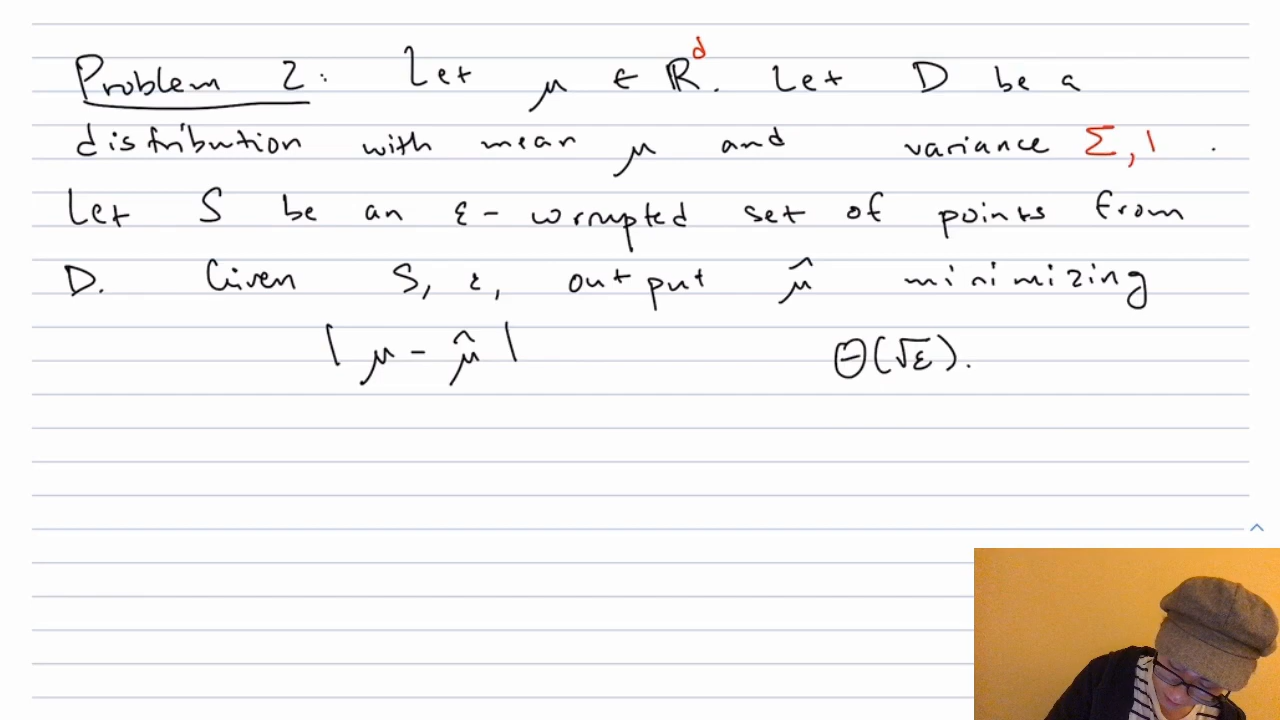 Problem 2: Let μ ∈ ℝ^d. Let D be a
distribution with mean μ and variance Σ, 1 .
Let S be an ε-corrupted set of points from
D. Given S, ε, output μ̂ minimizing
|μ - μ̂| Θ(√ε).